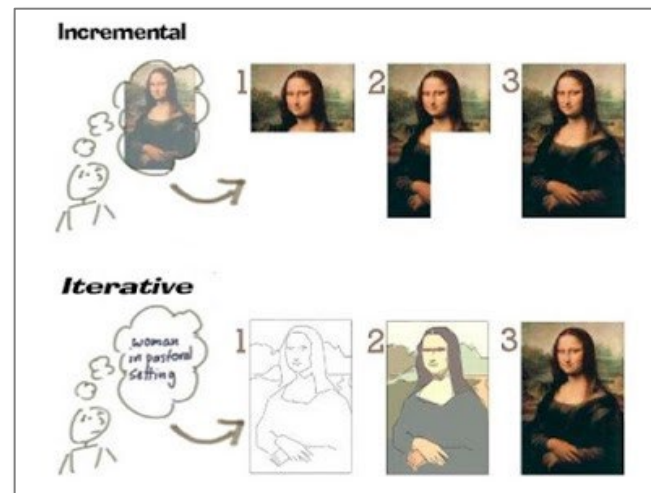 Incremental
1 2 3
Iterative
woman
in pastoral
setting
1 2 3